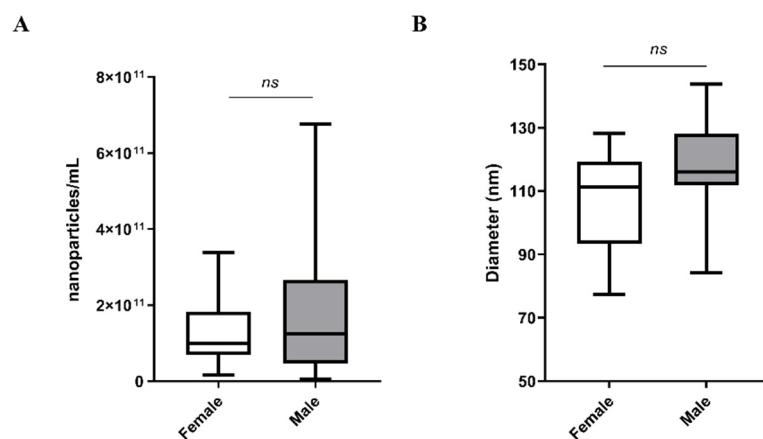 A
nanoparticles/mL
8×10¹¹
6×10¹¹
4×10¹¹
2×10¹¹
0
ns
Female
Male
B
Diameter (nm)
150
130
110
90
70
50
ns
Female
Male